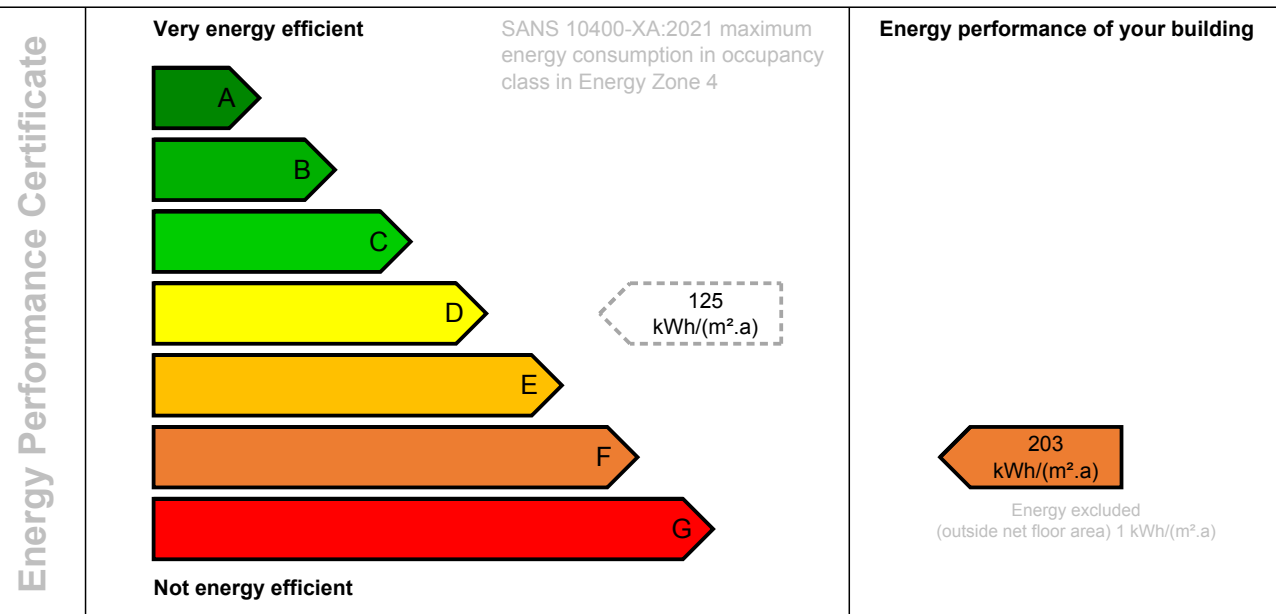 Energy Performance Certificate
Very energy efficient
SANS 10400-XA:2021 maximum
energy consumption in occupancy
class in Energy Zone 4
A
B
C
D
125
kWh/(m².a)
E
F
G
Not energy efficient
Energy performance of your building
203
kWh/(m².a)
Energy excluded
(outside net floor area) 1 kWh/(m².a)